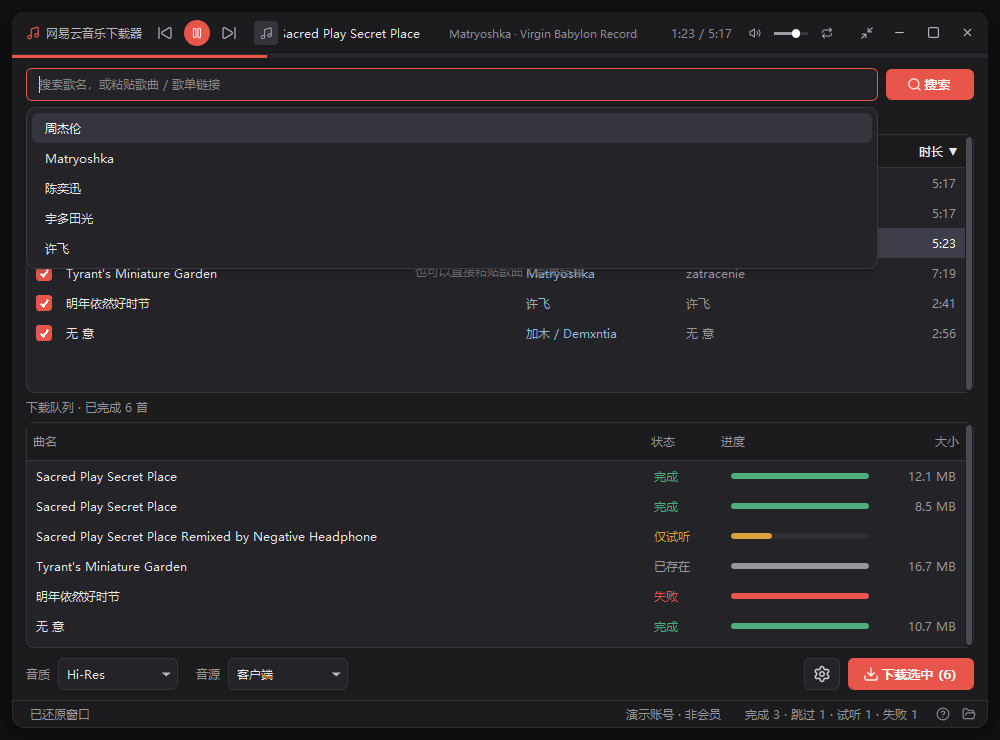 网易云音乐下载器 Sacred Play Secret Place Matryoshka · Virgin Babylon Record 1:23 / 5:17
搜索歌名，或粘贴歌曲 / 歌单链接 搜索
周杰伦
时长 ▼
Matryoshka
5:17
陈奕迅
宇多田光
5:17
许飞
5:23
Tyrant's Miniature Garden 也可以直接粘贴歌曲 Matryoshka zatracenie 7:19
明年依然好时节 许飞 许飞 2:41
无 意 加木 / Demxntia 无 意 2:56
下载队列 · 已完成 6 首
曲名 状态 进度 大小
Sacred Play Secret Place 完成 12.1 MB
Sacred Play Secret Place 完成 8.5 MB
Sacred Play Secret Place Remixed by Negative Headphone 仅试听
Tyrant's Miniature Garden 已存在 16.7 MB
明年依然好时节 失败
无 意 完成 10.7 MB
音质 Hi-Res 音源 客户端 下载选中 (6)
已还原窗口 演示账号 · 非会员 完成 3 · 跳过 1 · 试听 1 · 失败 1